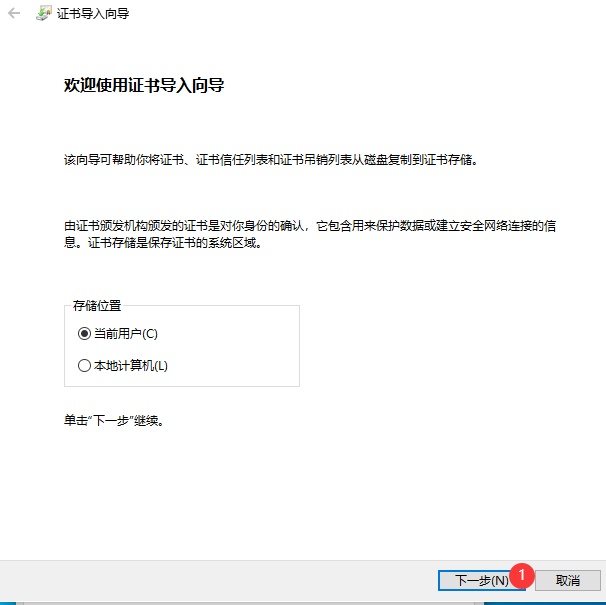 证书导入向导
欢迎使用证书导入向导
该向导可帮助你将证书、证书信任列表和证书吊销列表从磁盘复制到证书存储。
由证书颁发机构颁发的证书是对你身份的确认，它包含用来保护数据或建立安全网络连接的信
息。证书存储是保存证书的系统区域。
存储位置
当前用户(C)
本地计算机(L)
单击“下一步”继续。
下一步(N)
1
取消